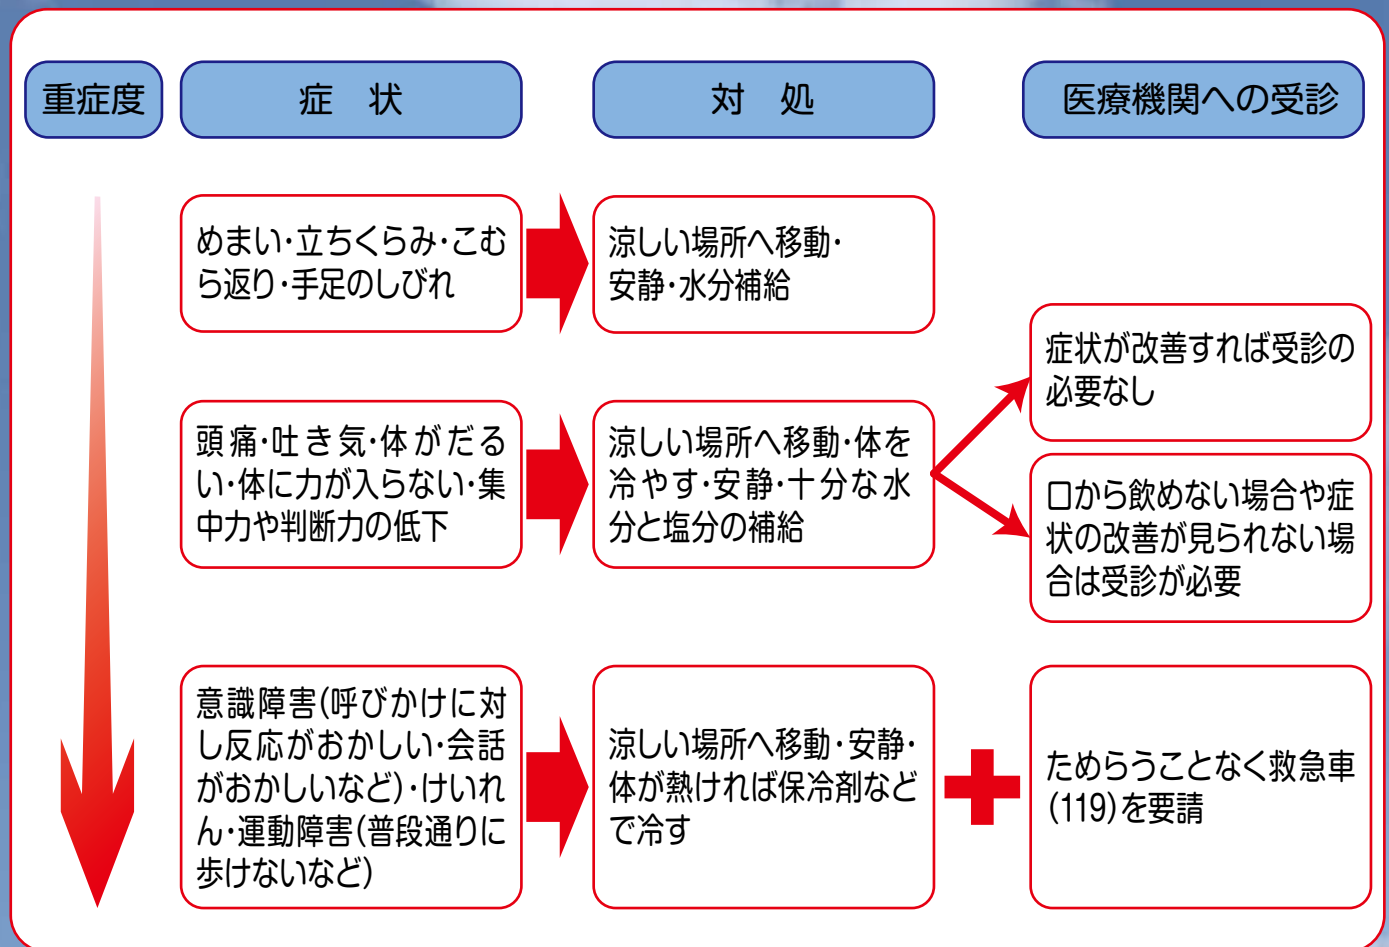 重症度
症　状
対　処
医療機関への受診
めまい･立ちくらみ･こむ
ら返り･手足のしびれ
涼しい場所へ移動･
安静･水分補給
症状が改善すれば受診の
必要なし
頭痛･吐き気･体がだる
い･体に力が入らない･集
中力や判断力の低下
涼しい場所へ移動･体を
冷やす･安静･十分な水
分と塩分の補給
口から飲めない場合や症
状の改善が見られない場
合は受診が必要
意識障害(呼びかけに対
し反応がおかしい･会話
がおかしいなど)･けいれ
ん･運動障害(普段通りに
歩けないなど)
涼しい場所へ移動･安静･
体が熱ければ保冷剤など
で冷す
ためらうことなく救急車
(119)を要請